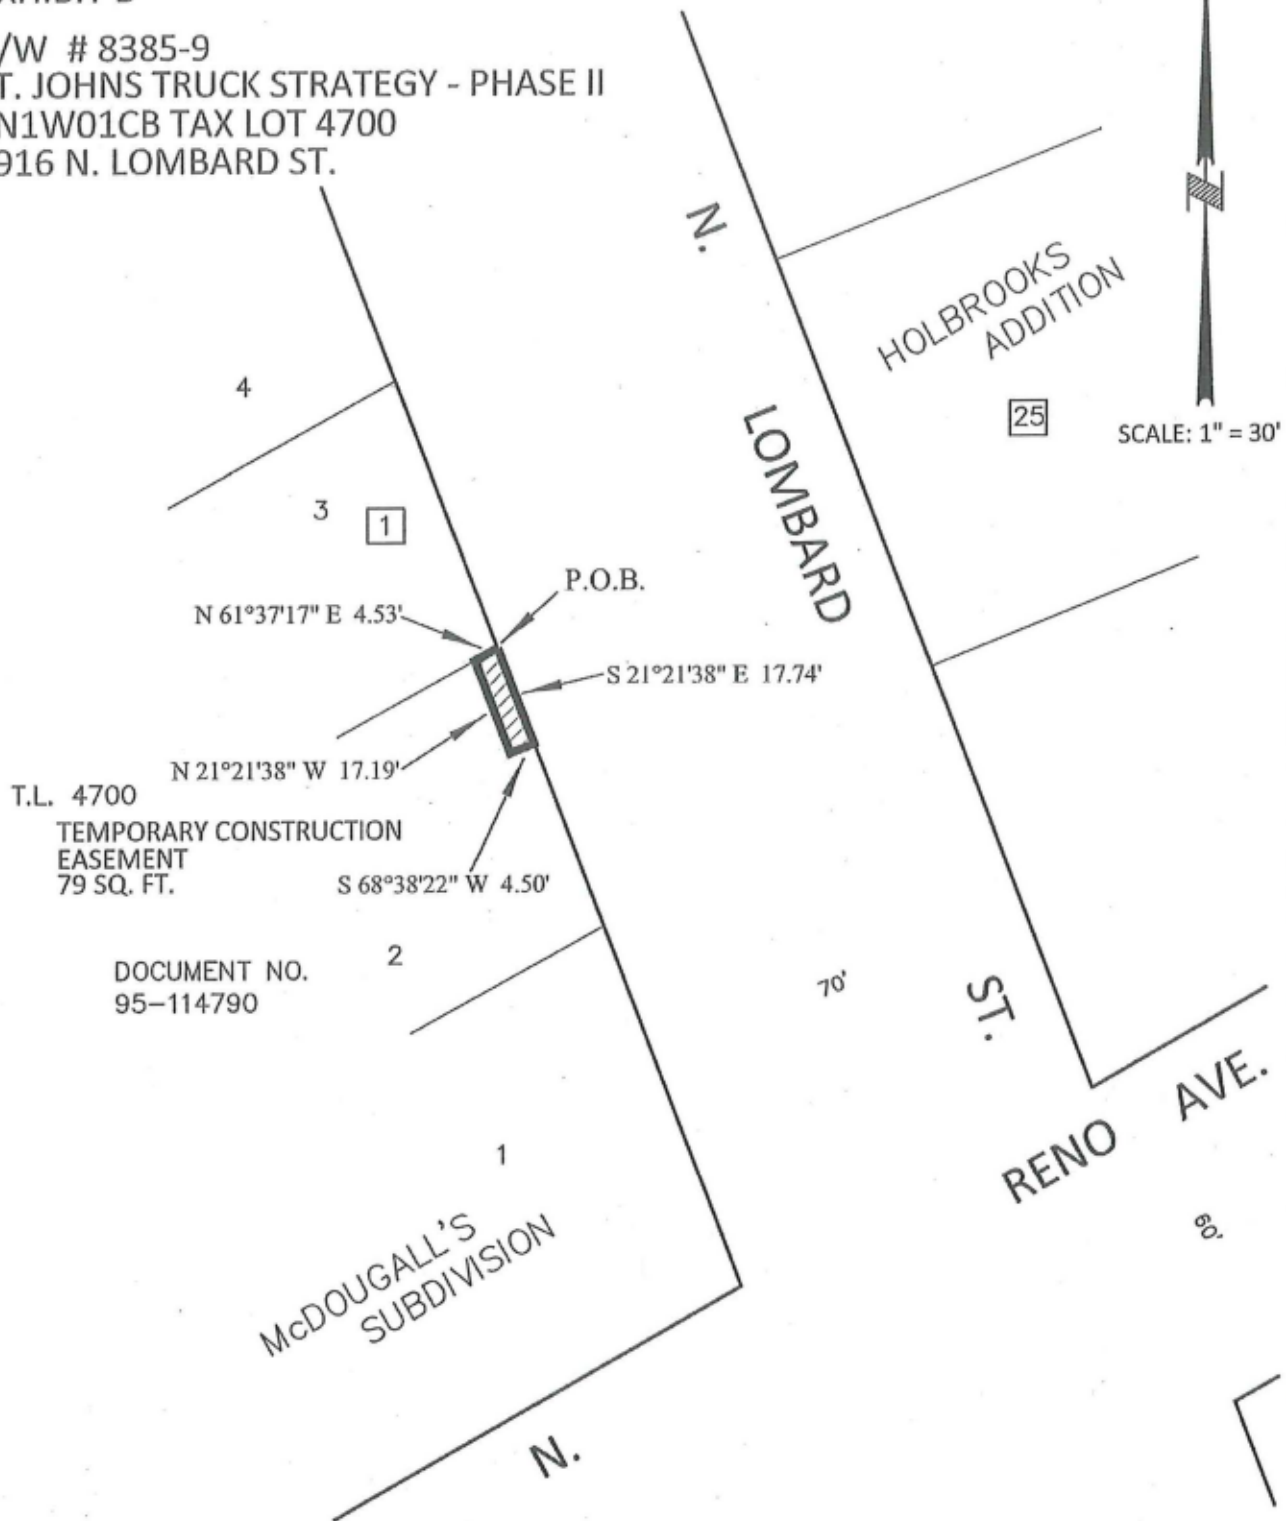 /W # 8385-9
T. JOHNS TRUCK STRATEGY - PHASE II
N1W01CB TAX LOT 4700
916 N. LOMBARD ST.
N.
LOMBARD
ST.
HOLBROOKS
ADDITION
25
SCALE: 1" = 30'
4
3
1
P.O.B.
N 61°37'17" E 4.53'
S 21°21'38" E 17.74'
N 21°21'38" W 17.19'
T.L. 4700
TEMPORARY CONSTRUCTION
EASEMENT
79 SQ. FT.
S 68°38'22" W 4.50'
2
DOCUMENT NO.
95-114790
70'
1
McDOUGALL'S
SUBDIVISION
N.
RENO AVE.
60'